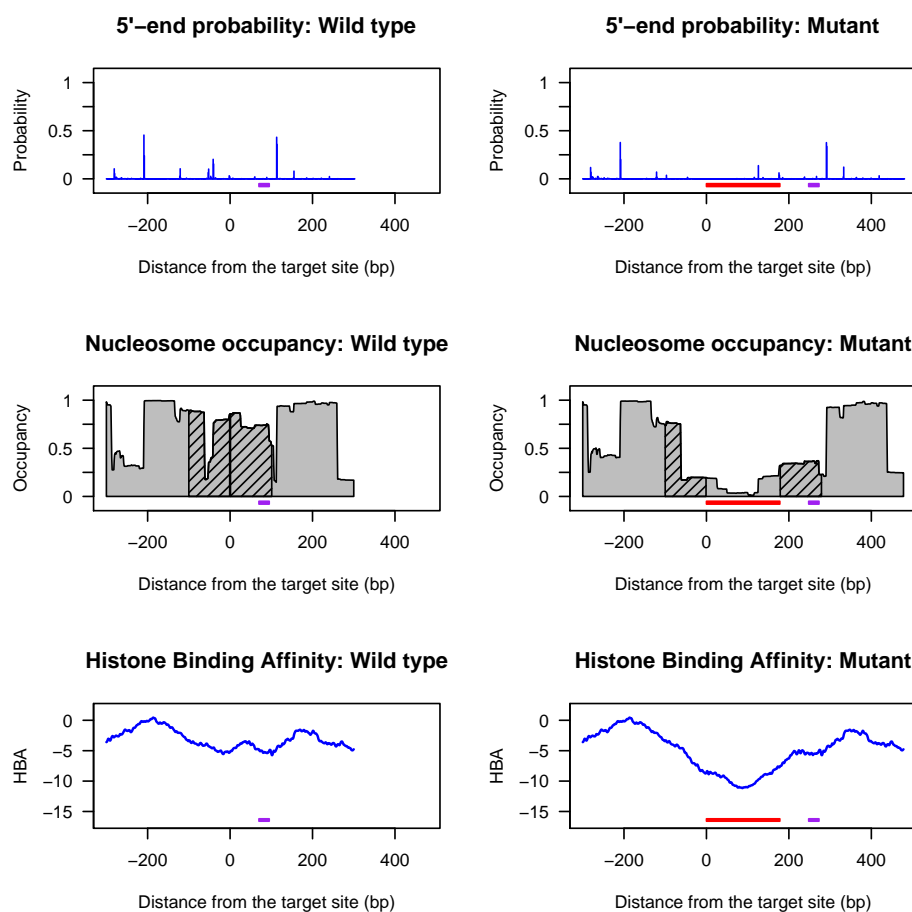 5'−end probability: Wild type
Probability
1
0.5
0
−200 0 200 400
Distance from the target site (bp)
5'−end probability: Mutant
Probability
1
0.5
0
−200 0 200 400
Distance from the target site (bp)
Nucleosome occupancy: Wild type
Occupancy
1
0.5
0
−200 0 200 400
Distance from the target site (bp)
Nucleosome occupancy: Mutant
Occupancy
1
0.5
0
−200 0 200 400
Distance from the target site (bp)
Histone Binding Affinity: Wild type
HBA
0
−5
−10
−15
−200 0 200 400
Distance from the target site (bp)
Histone Binding Affinity: Mutant
HBA
0
−5
−10
−15
−200 0 200 400
Distance from the target site (bp)